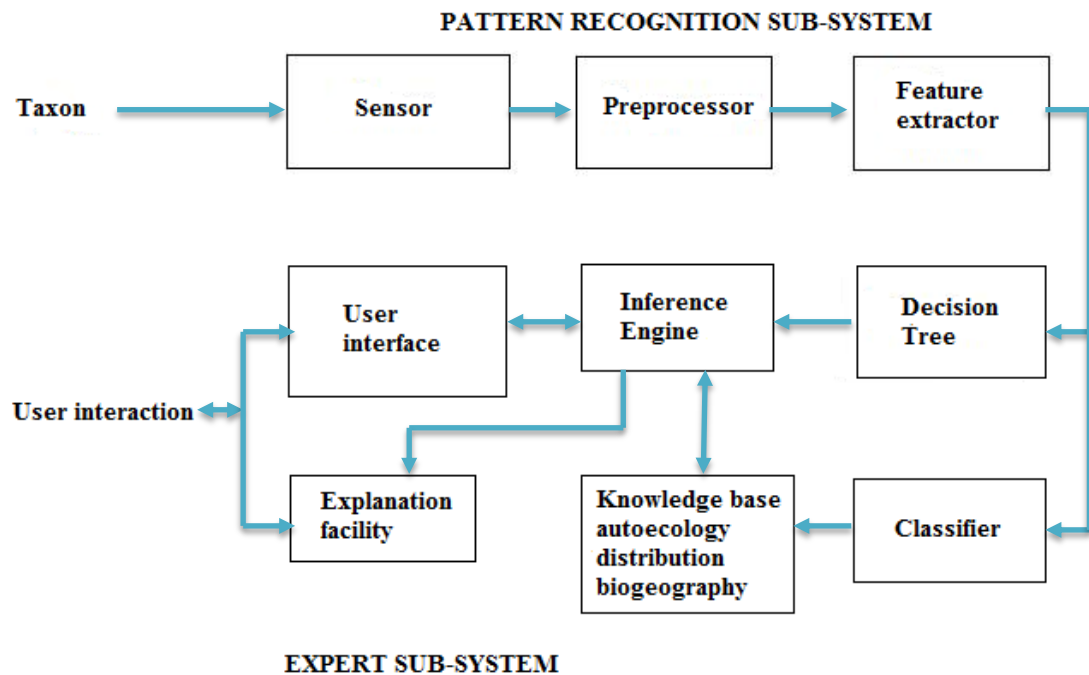 PATTERN RECOGNITION SUB-SYSTEM
Taxon
Sensor
Preprocessor
Feature
extractor
User
interface
Inference
Engine
Decision
Tree
User interaction
Explanation
facility
Knowledge base
autoecology
distribution
biogeography
Classifier
EXPERT SUB-SYSTEM